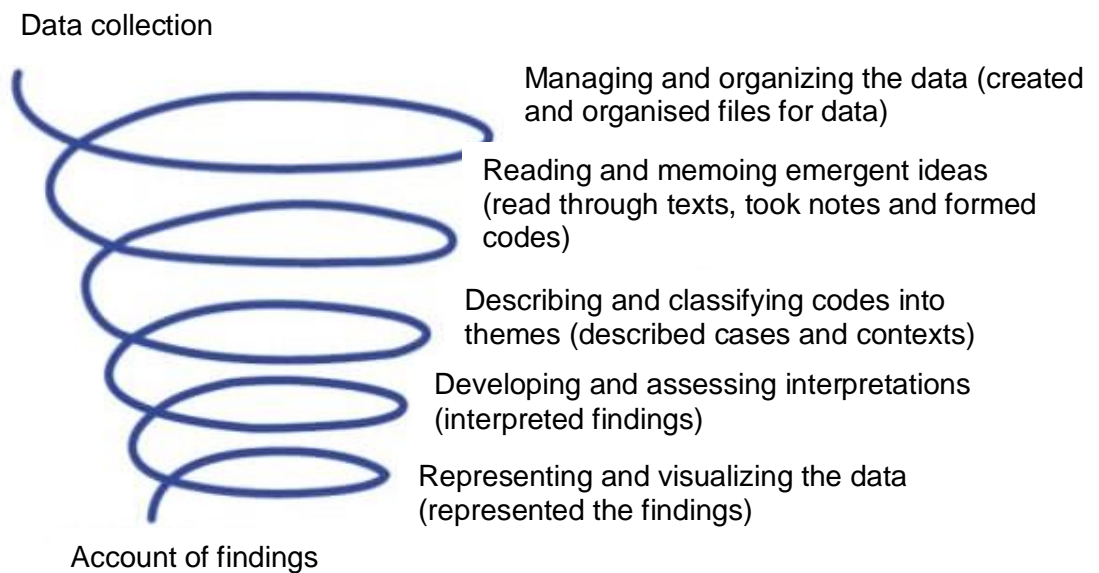 Data collection
Managing and organizing the data (created
and organised files for data)
Reading and memoing emergent ideas
(read through texts, took notes and formed
codes)
Describing and classifying codes into
themes (described cases and contexts)
Developing and assessing interpretations
(interpreted findings)
Representing and visualizing the data
(represented the findings)
Account of findings